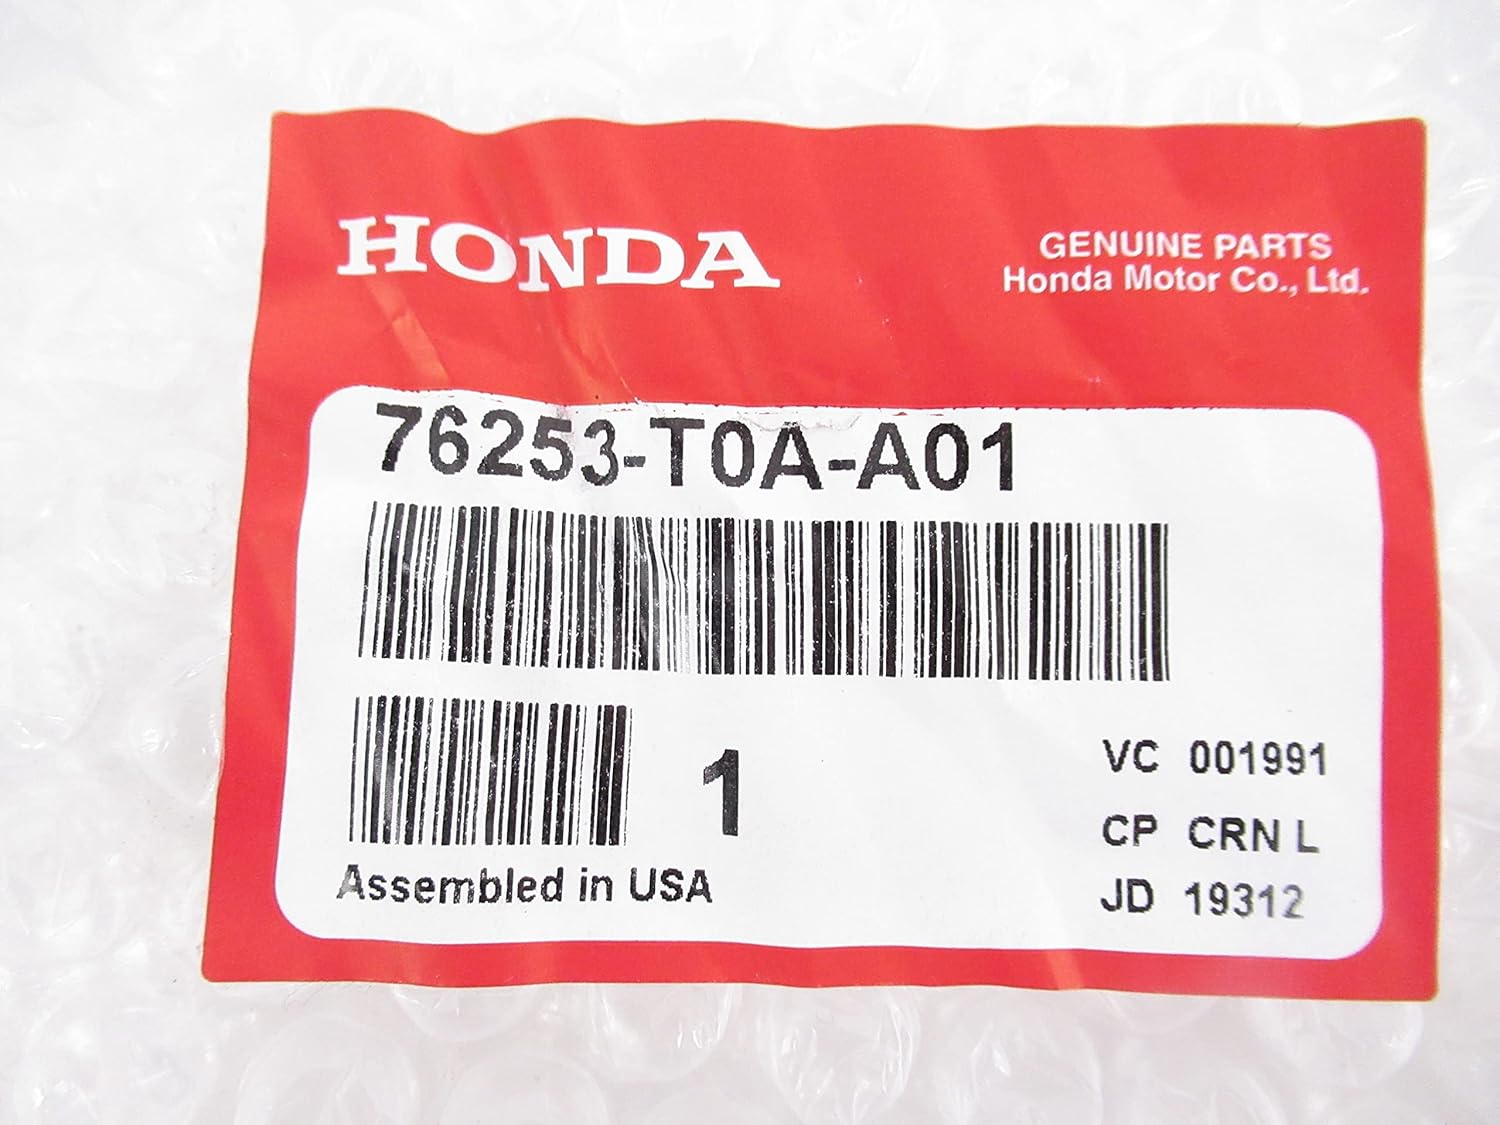 HONDA
GENUINE PARTS
Honda Motor Co., Ltd.
76253-T0A-A01
1
VC 001991
CP CRN L
JD 19312
Assembled in USA